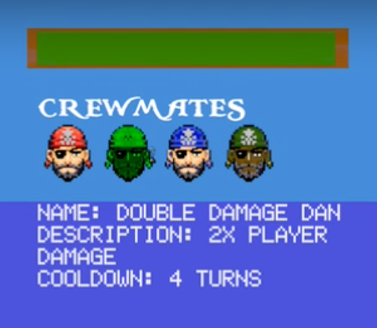 CREWMATES
NAME: DOUBLE DAMAGE DAN
DESCRIPTION: 2X PLAYER
DAMAGE
COOLDOWN: 4 TURNS